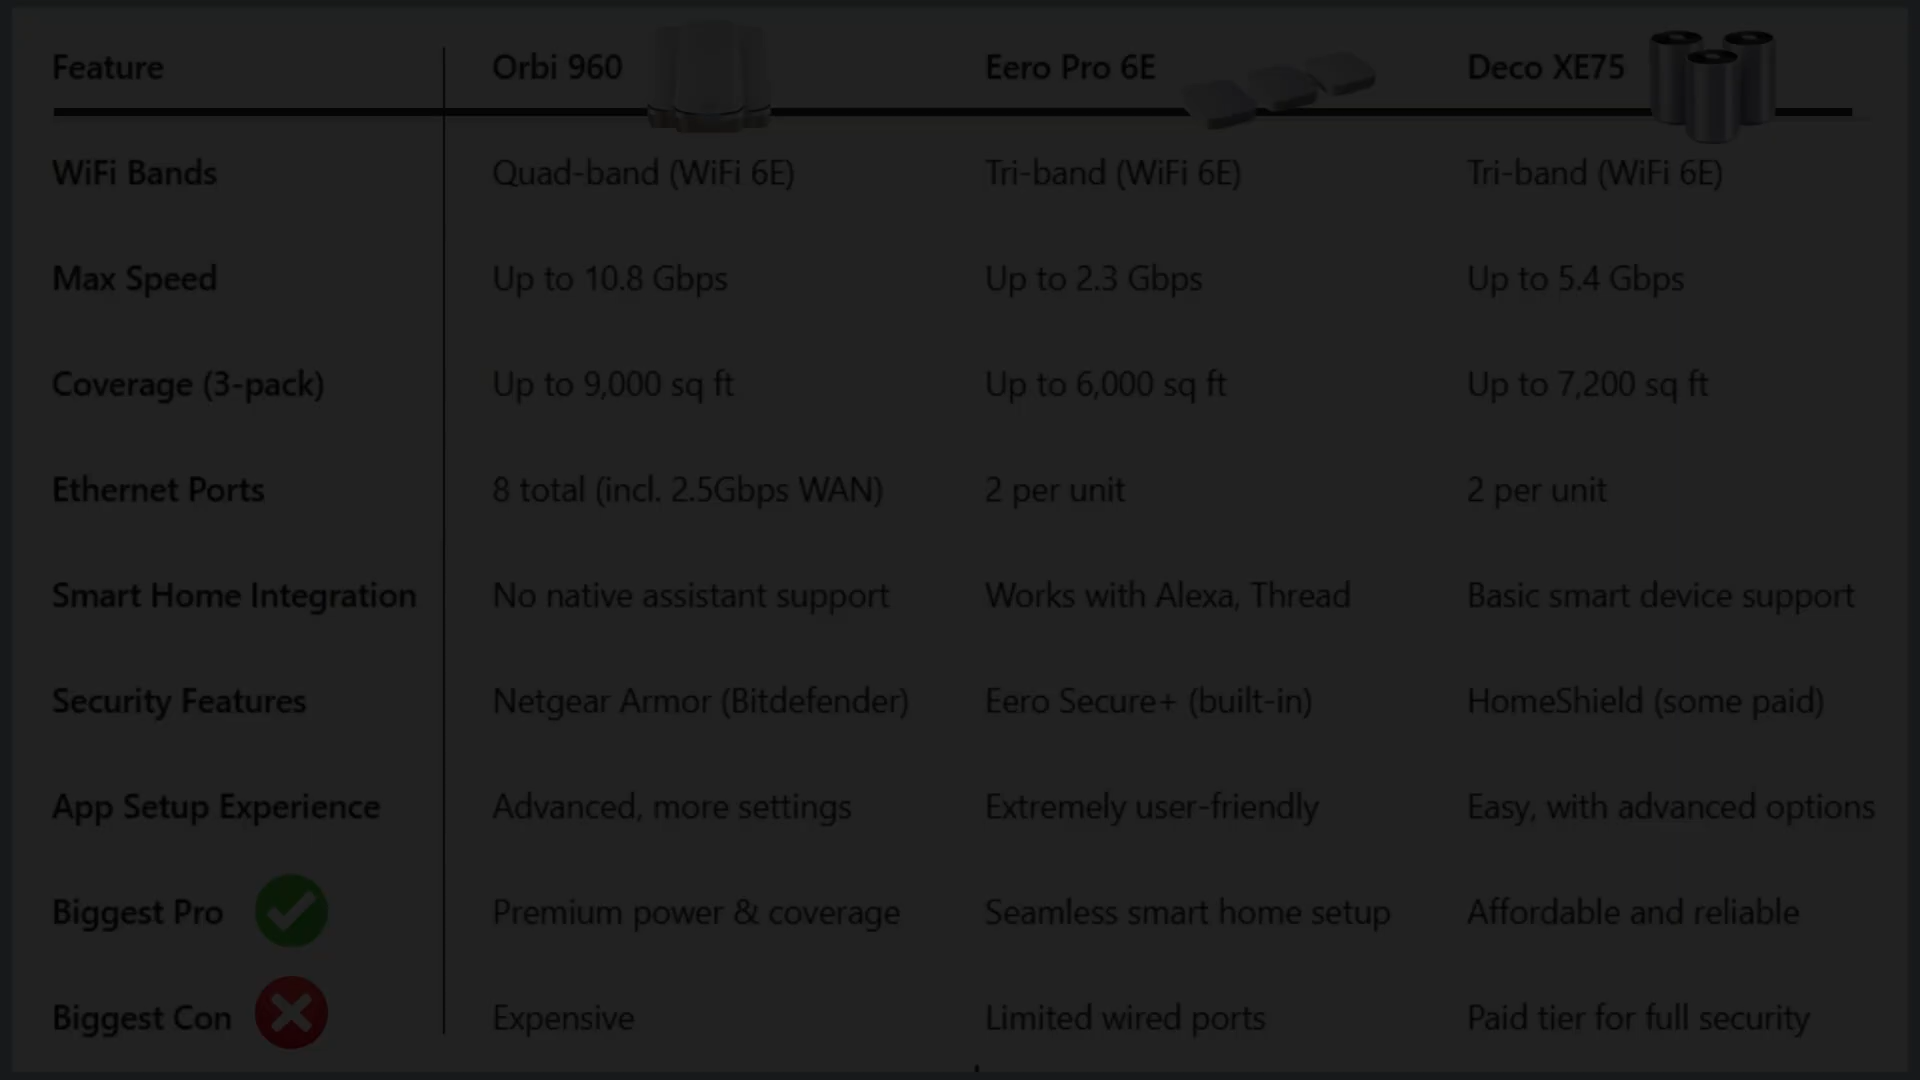 Feature Orbi 960 Eero Pro 6E Deco XE75
WiFi Bands Quad-band (WiFi 6E) Tri-band (WiFi 6E) Tri-band (WiFi 6E)
Max Speed Up to 10.8 Gbps Up to 2.3 Gbps Up to 5.4 Gbps
Coverage (3-pack) Up to 9,000 sq ft Up to 6,000 sq ft Up to 7,200 sq ft
Ethernet Ports 8 total (incl. 2.5Gbps WAN) 2 per unit 2 per unit
Smart Home Integration No native assistant support Works with Alexa, Thread Basic smart device support
Security Features Netgear Armor (Bitdefender) Eero Secure+ (built-in) HomeShield (some paid)
App Setup Experience Advanced, more settings Extremely user-friendly Easy, with advanced options
Biggest Pro Premium power & coverage Seamless smart home setup Affordable and reliable
Biggest Con Expensive Limited wired ports Paid tier for full security